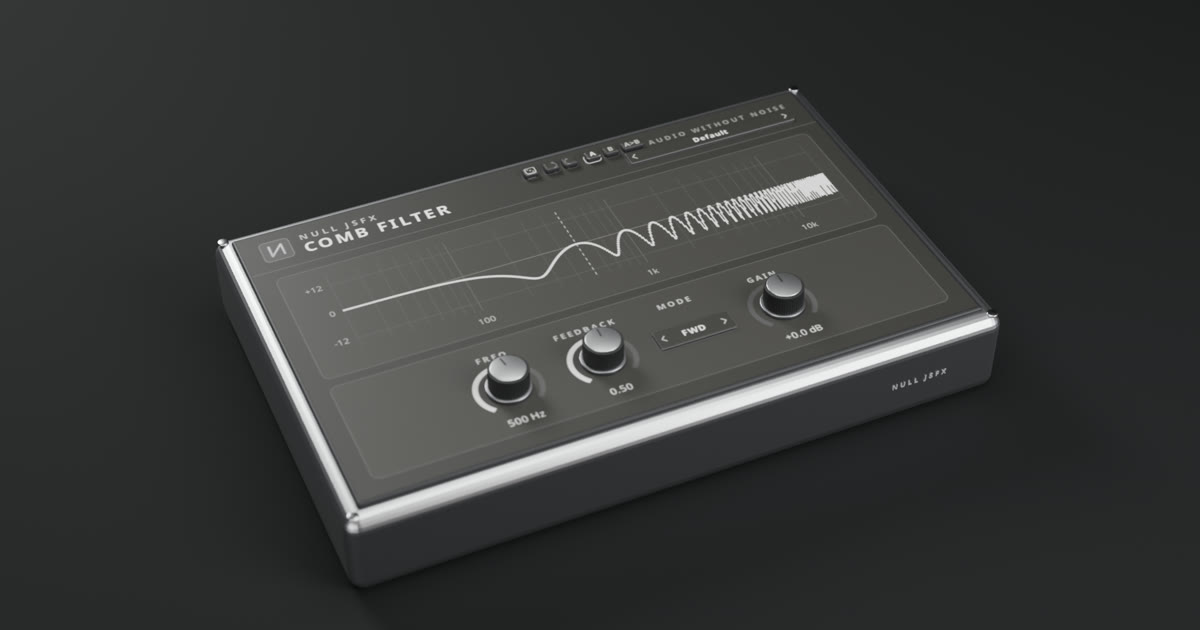 NULL JSFX
COMB FILTER
A
B
A>B
AUDIO WITHOUT NOISE
< Default >
+12
0
-12
100
1k
10k
FREQ
500 Hz
FEEDBACK
0.50
MODE
< FWD >
GAIN
+0.0 dB
NULL JSFX